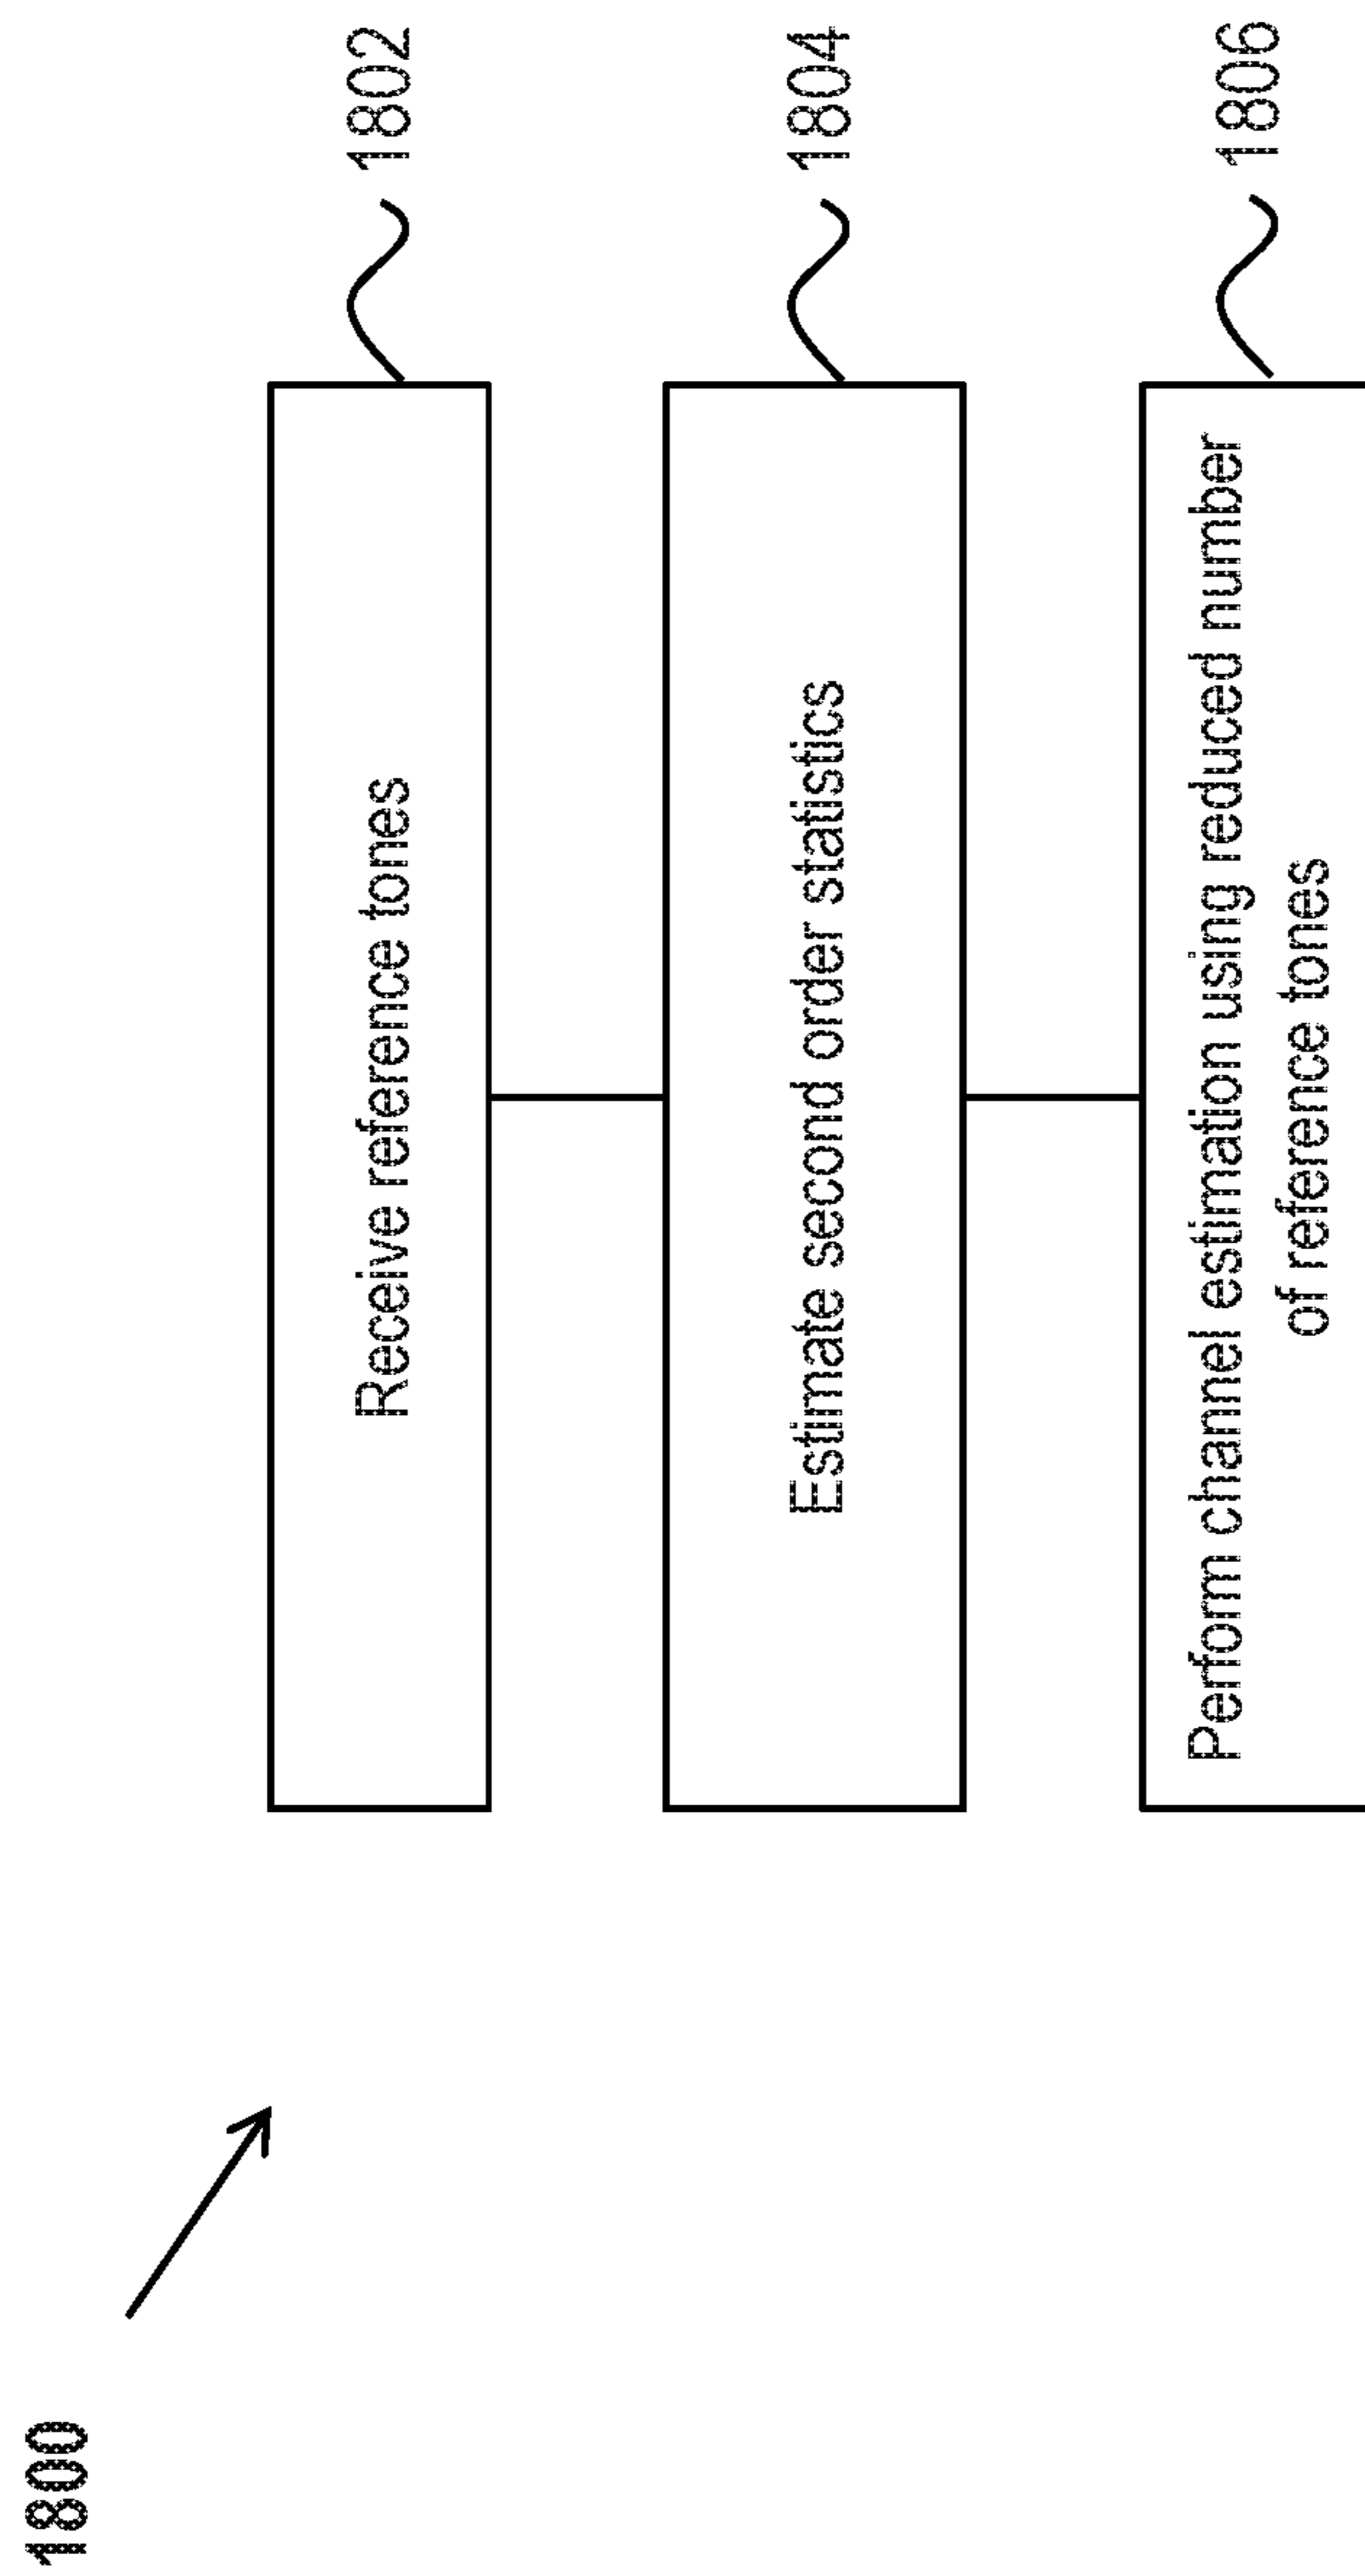 1800
Receive reference tones
1802
Estimate second order statistics
1804
Perform channel estimation using reduced number
of reference tones
1806